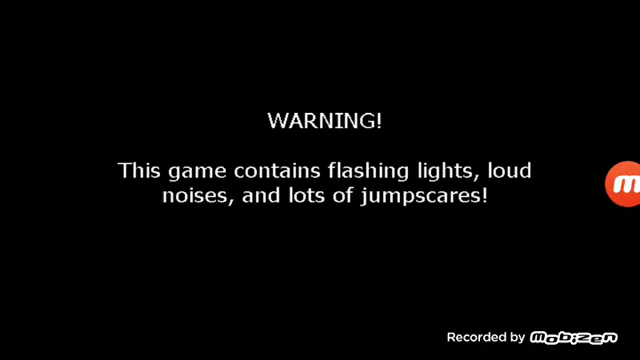 WARNING!
This game contains flashing lights, loud
noises, and lots of jumpscares!
m
Recorded by mobizen